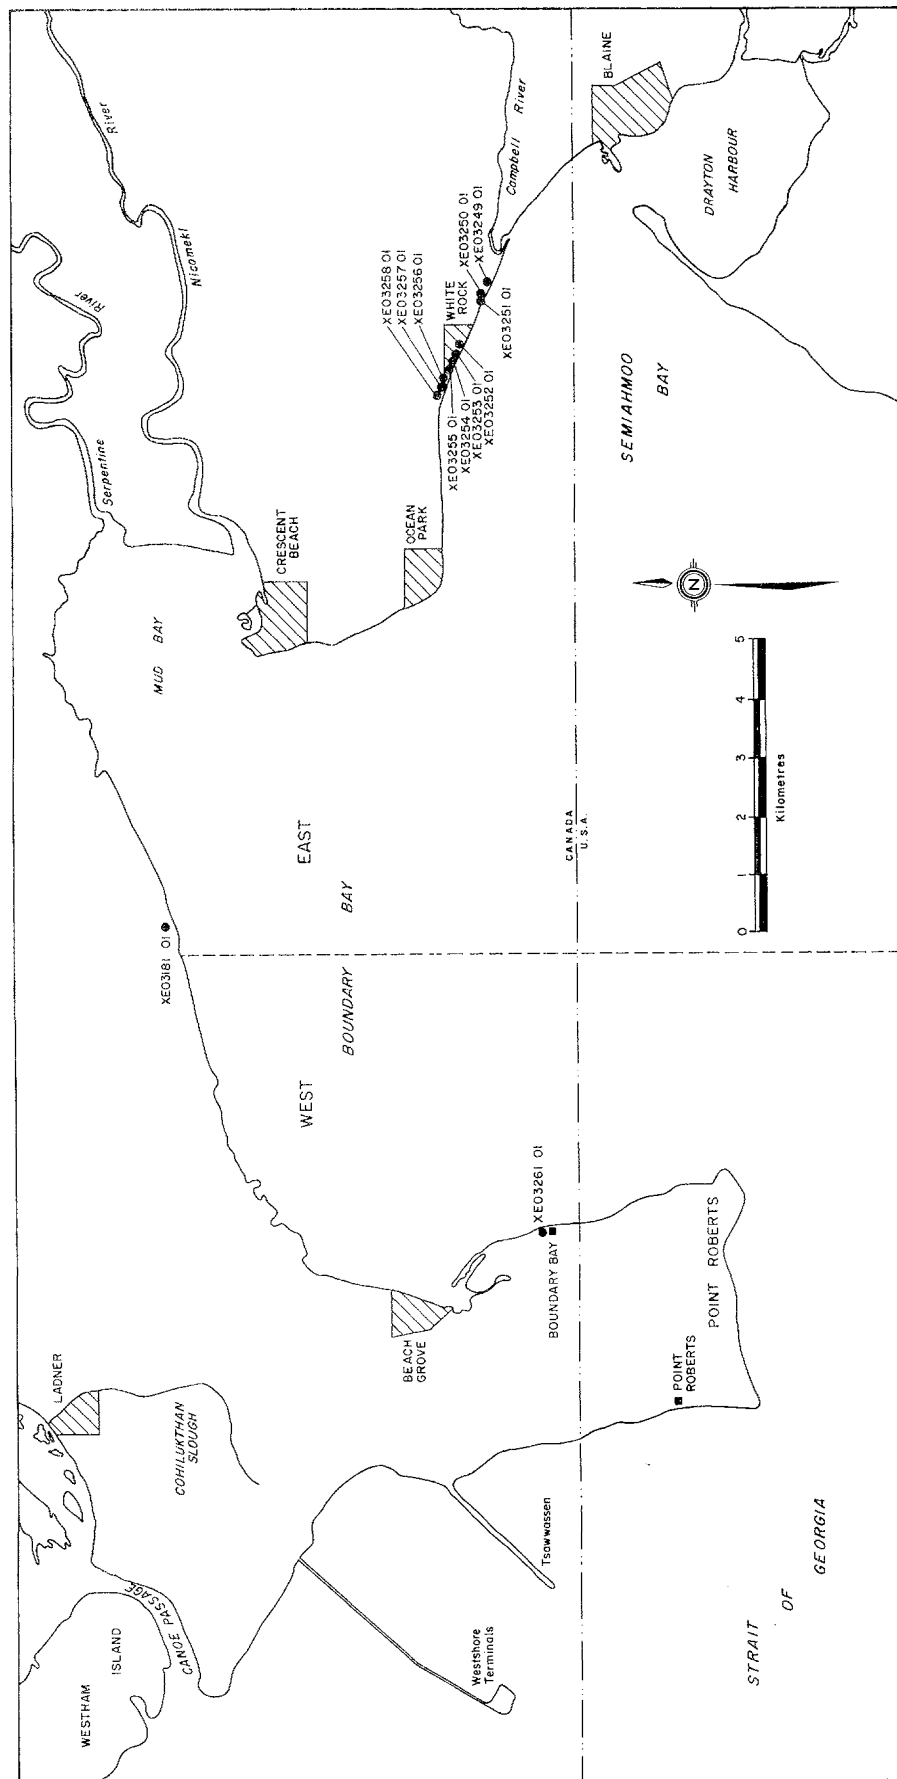 River
River
Nicomekl
Serpentine
Campbell River
BLAINE
DRAYTON
HARBOUR
XE03258 01
XE03257 01
XE03256 01
WHITE
ROCK
XE03250 01
XE03249 01
XE03251 01
XE03255 01
XE03254 01
XE03253 01
XE03252 01
SEMIAHMOO
BAY
CRESCENT
BEACH
OCEAN
PARK
MUD BAY
N
EAST
BAY
CANADA
U.S.A.
0 1 2 3 4 5
Kilometres
XE03181 01
WEST
BOUNDARY
XE03261 01
BOUNDARY BAY
BEACH
GROVE
POINT
ROBERTS
POINT ROBERTS
LADNER
COHILUKTHAN
SLOUGH
CANOE PASSAGE
WESTHAM
ISLAND
Tsawwassen
Westshore
Terminals
STRAIT
OF
GEORGIA